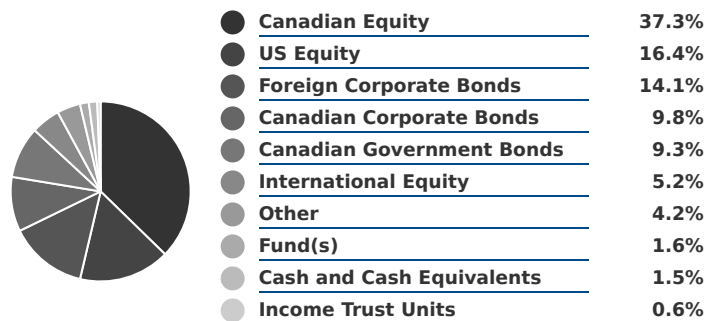 Canadian Equity 37.3%
US Equity 16.4%
Foreign Corporate Bonds 14.1%
Canadian Corporate Bonds 9.8%
Canadian Government Bonds 9.3%
International Equity 5.2%
Other 4.2%
Fund(s) 1.6%
Cash and Cash Equivalents 1.5%
Income Trust Units 0.6%